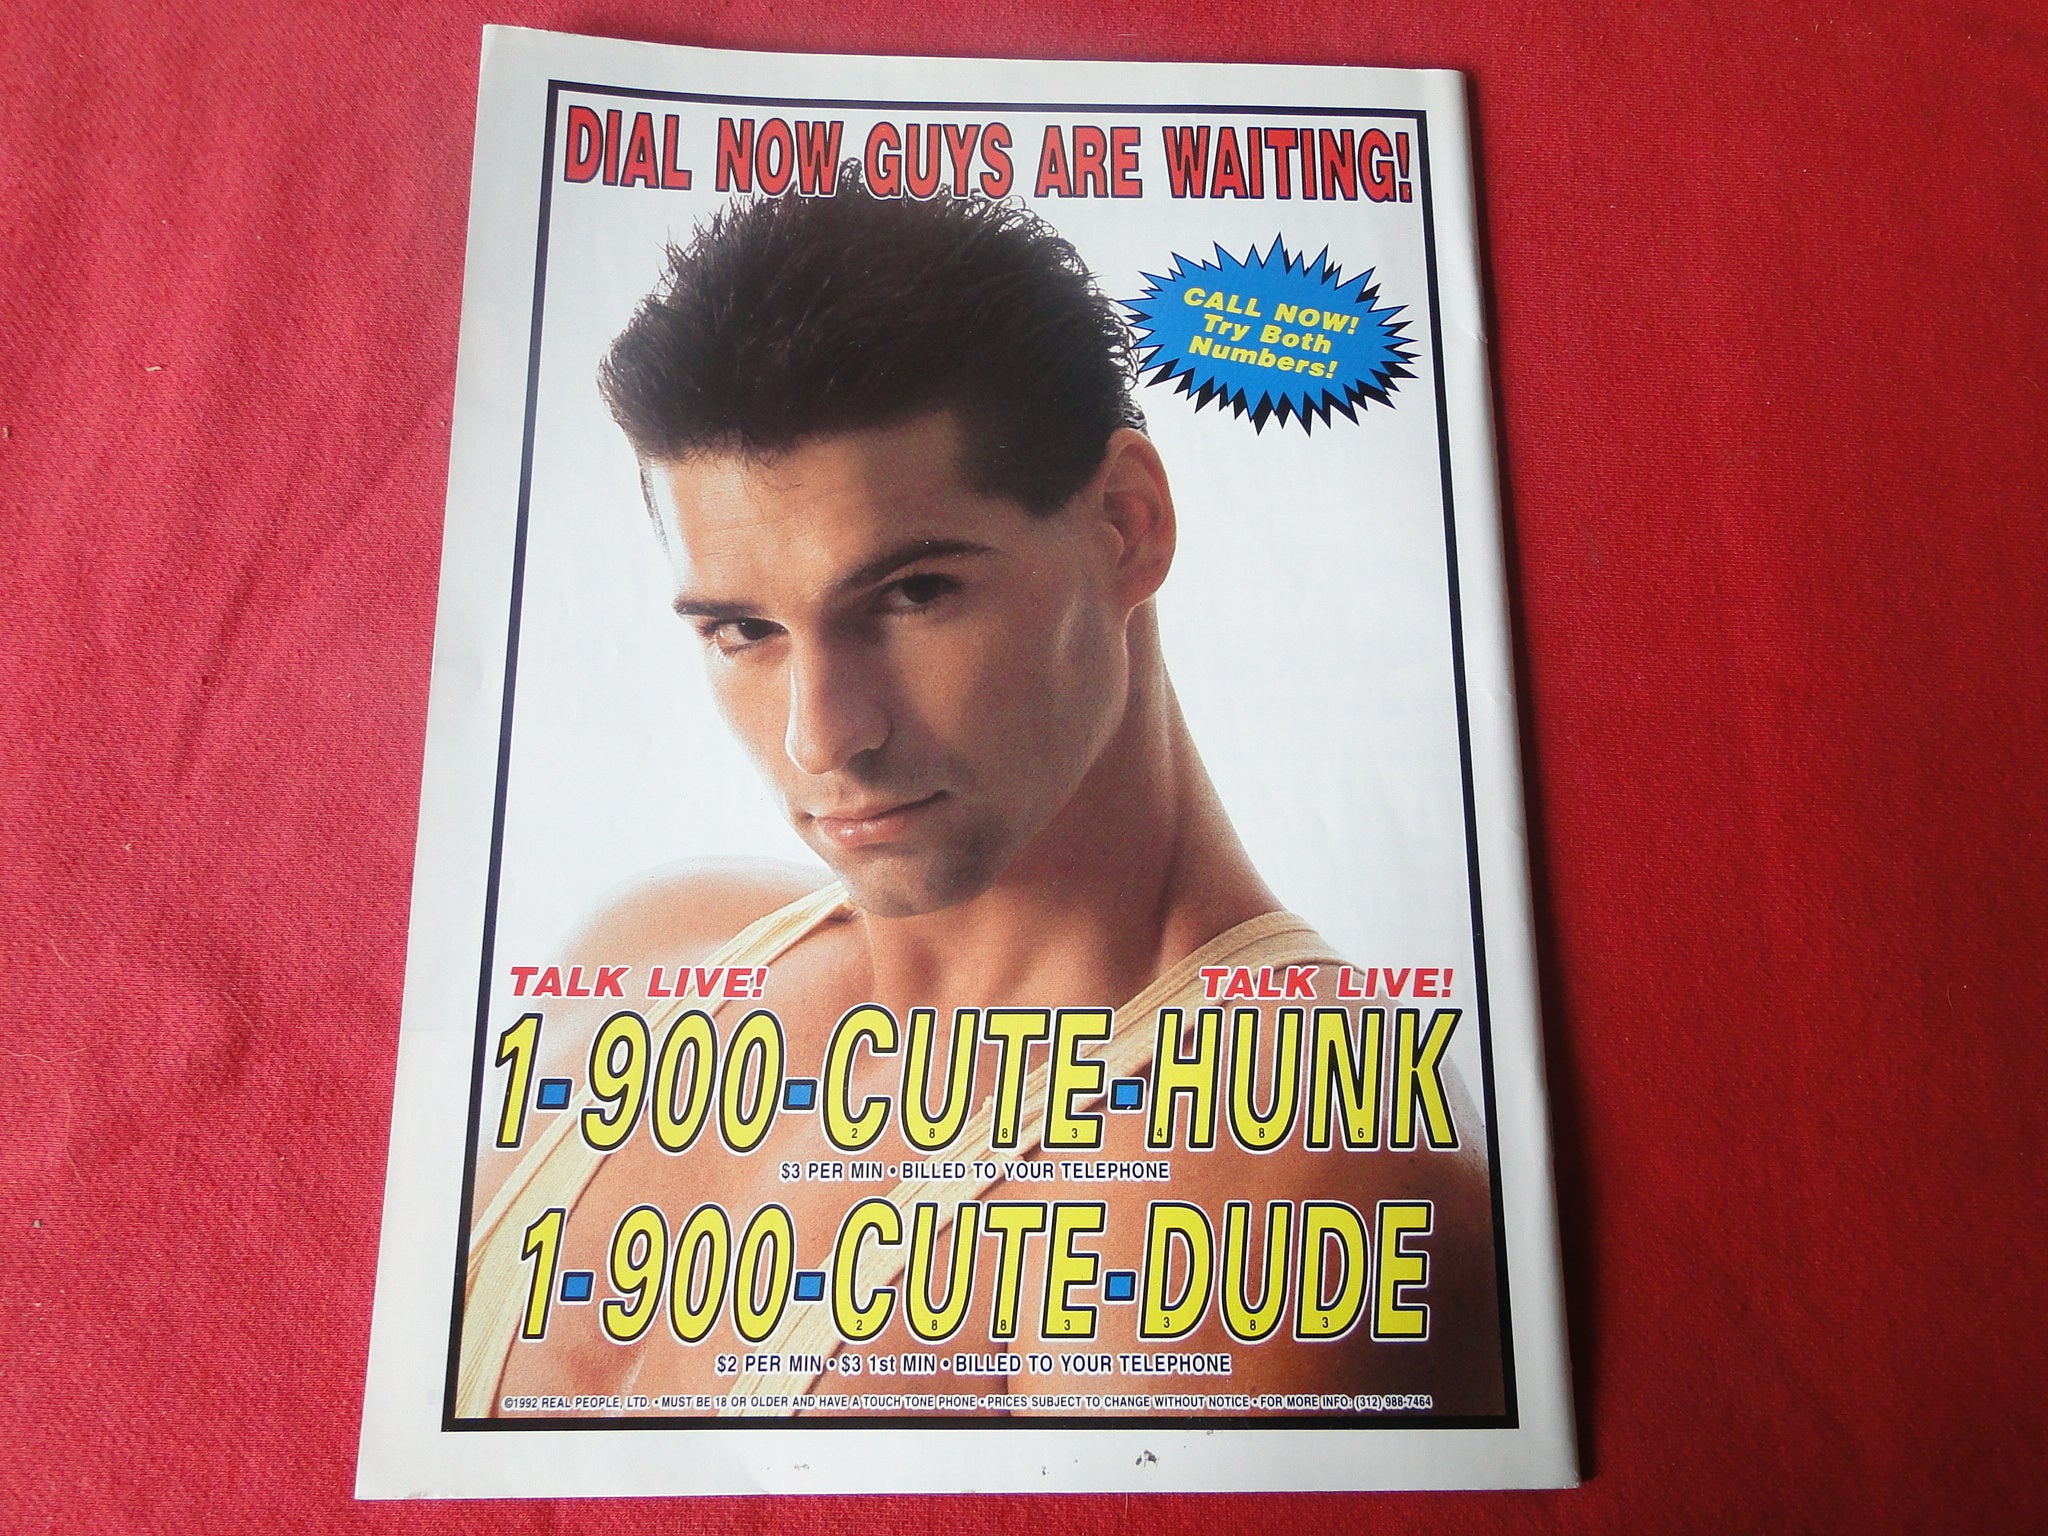 DIAL NOW GUYS ARE WAITING!
CALL NOW!
Try Both
Numbers!
TALK LIVE! TALK LIVE!
1-900-CUTE-HUNK
2 8 8 3 4 8 6
$3 PER MIN • BILLED TO YOUR TELEPHONE
1-900-CUTE-DUDE
2 8 8 3 3 8 3
$2 PER MIN • $3 1st MIN • BILLED TO YOUR TELEPHONE
©1992 REAL PEOPLE, LTD. • MUST BE 18 OR OLDER AND HAVE A TOUCH TONE PHONE • PRICES SUBJECT TO CHANGE WITHOUT NOTICE • FOR MORE INFO: (312) 988-7464